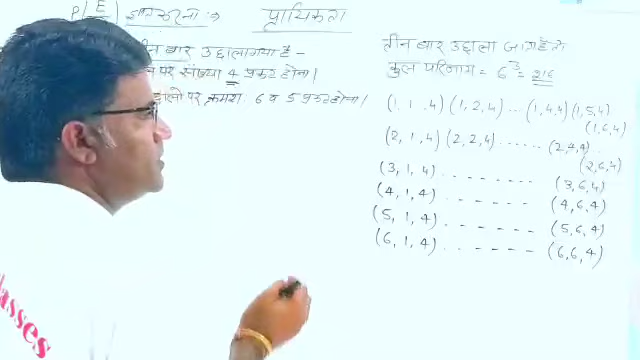 P(E ज्ञात करो ⇒ प्रायिकता
तीन बार उछाला गया है -
पर संख्या 4 प्रकट होना।
पर क्रमशः 6 व 5 प्रकट होना।
तीन बार उछाला जाता है तो
कुल परिणाम = 6³ = 216
(1, 1, 4) (1, 2, 4) ... (1, 4, 4) (1, 5, 4)
(1, 6, 4)
(2, 1, 4) (2, 2, 4) ...... (2, 4, 4) ..
(2, 6, 4)
(3, 1, 4) ........ (3, 6, 4)
(4, 1, 4) ........ (4, 6, 4)
(5, 1, 4) ........ (5, 6, 4)
(6, 1, 4) ........ (6, 6, 4)
asses